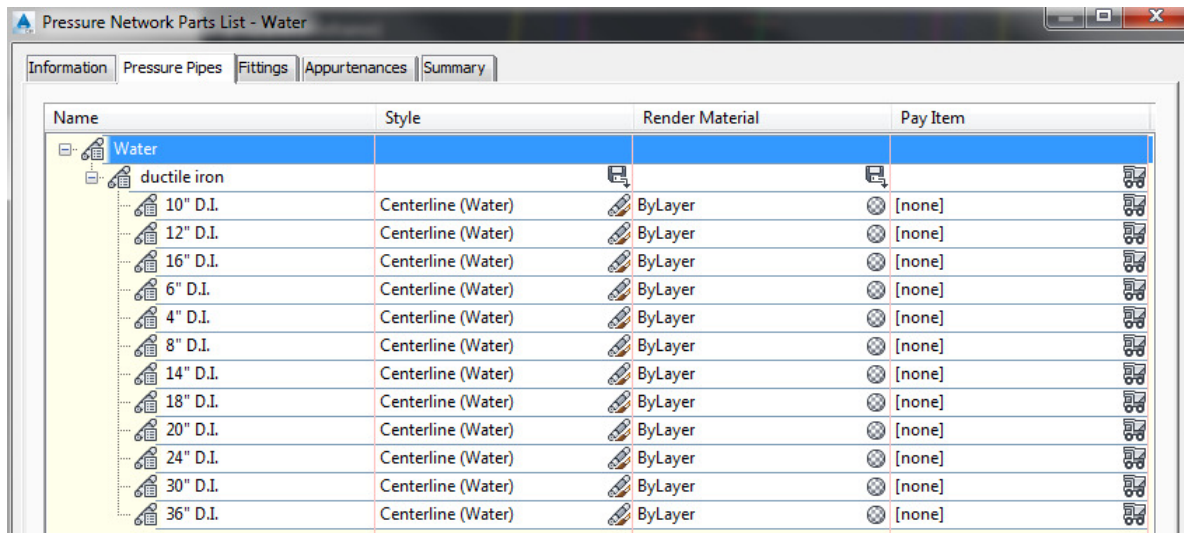 Pressure Network Parts List - Water
Information Pressure Pipes Fittings Appurtenances Summary
Name Style Render Material Pay Item
Water
ductile iron
10" D.I. Centerline (Water) ByLayer [none]
12" D.I. Centerline (Water) ByLayer [none]
16" D.I. Centerline (Water) ByLayer [none]
6" D.I. Centerline (Water) ByLayer [none]
4" D.I. Centerline (Water) ByLayer [none]
8" D.I. Centerline (Water) ByLayer [none]
14" D.I. Centerline (Water) ByLayer [none]
18" D.I. Centerline (Water) ByLayer [none]
20" D.I. Centerline (Water) ByLayer [none]
24" D.I. Centerline (Water) ByLayer [none]
30" D.I. Centerline (Water) ByLayer [none]
36" D.I. Centerline (Water) ByLayer [none]